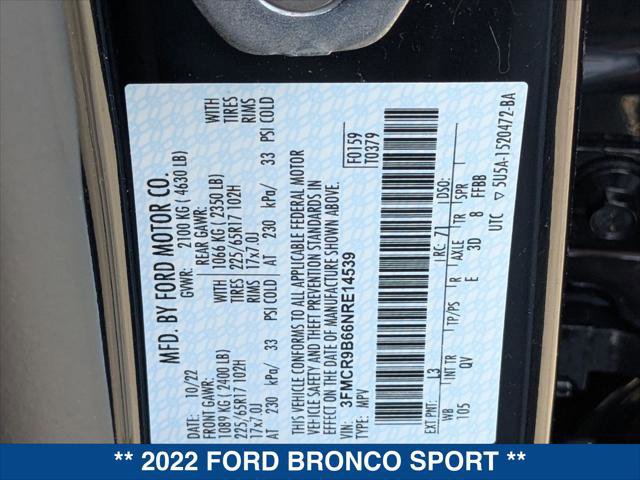 MFD. BY FORD MOTOR CO.
DATE: 10/22 GVWR: 2100 KG ( 4630 LB)
FRONT GAWR: REAR GAWR:
1089 KG ( 2400 LB) WITH 1066 KG ( 2350 LB) WITH
225/65R17 102H TIRES 225/65R17 102H TIRES
17x7.0J RIMS 17x7.0J RIMS
AT 230 kPa/ 33 PSI COLD AT 230 kPa/ 33 PSI COLD
THIS VEHICLE CONFORMS TO ALL APPLICABLE FEDERAL MOTOR
VEHICLE SAFETY AND THEFT PREVENTION STANDARDS IN
EFFECT ON THE DATE OF MANUFACTURE SHOWN ABOVE.
VIN: 3FMCR9B66NRE14539 F0159
TYPE: MPV T0379
EXT PNT: L3 RC: 71 DSO:
WB INT TR TP/PS R AXLE TR SPR
105 QV E 3D 8 FFBB
UTC ▽ 5U5A-1520472-BA
** 2022 FORD BRONCO SPORT **